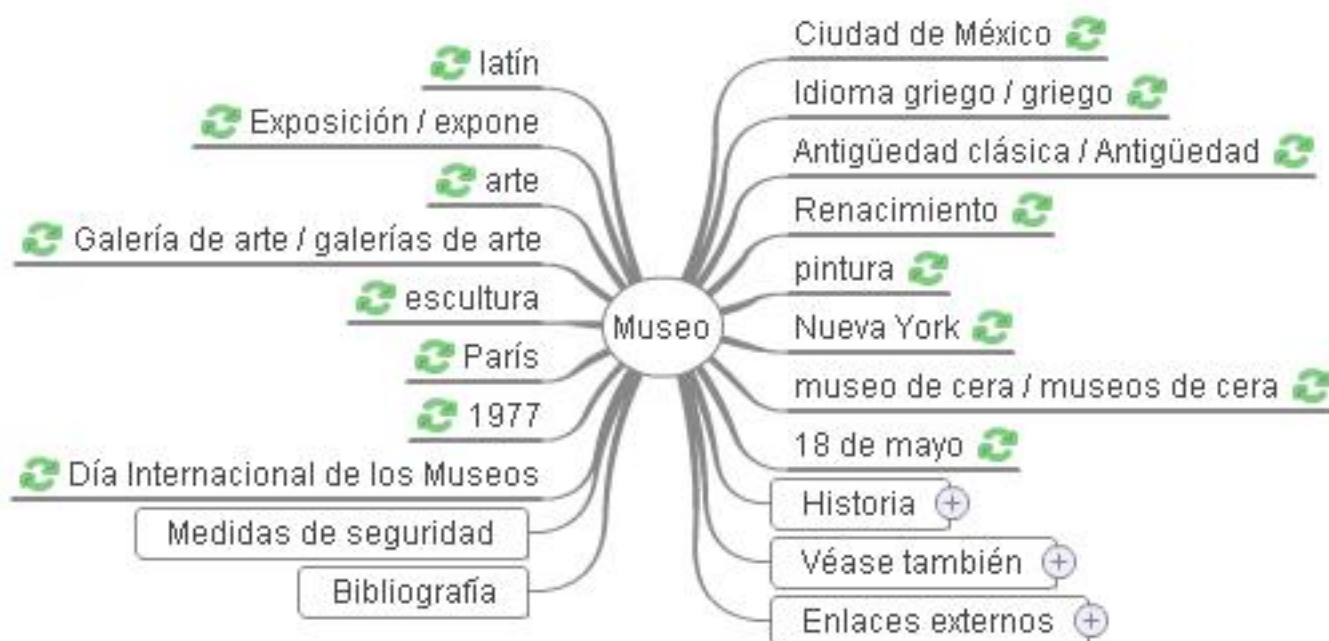 latín
Exposición / expone
arte
Galería de arte / galerías de arte
escultura
París
1977
Día Internacional de los Museos
Medidas de seguridad
Bibliografía
Museo
Ciudad de México
Idioma griego / griego
Antigüedad clásica / Antigüedad
Renacimiento
pintura
Nueva York
museo de cera / museos de cera
18 de mayo
Historia
Véase también
Enlaces externos